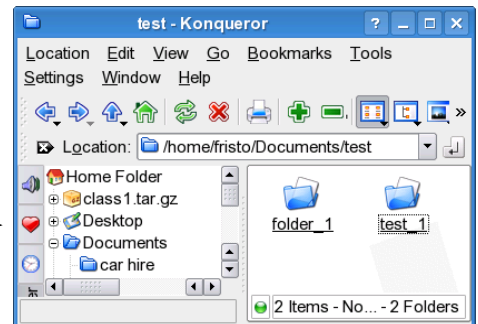 test - Konqueror
Location Edit View Go Bookmarks Tools
Settings Window Help
Location: /home/fristo/Documents/test
Home Folder
class1.tar.gz
Desktop
Documents
car hire
folder_1 test_1
2 Items - No... - 2 Folders